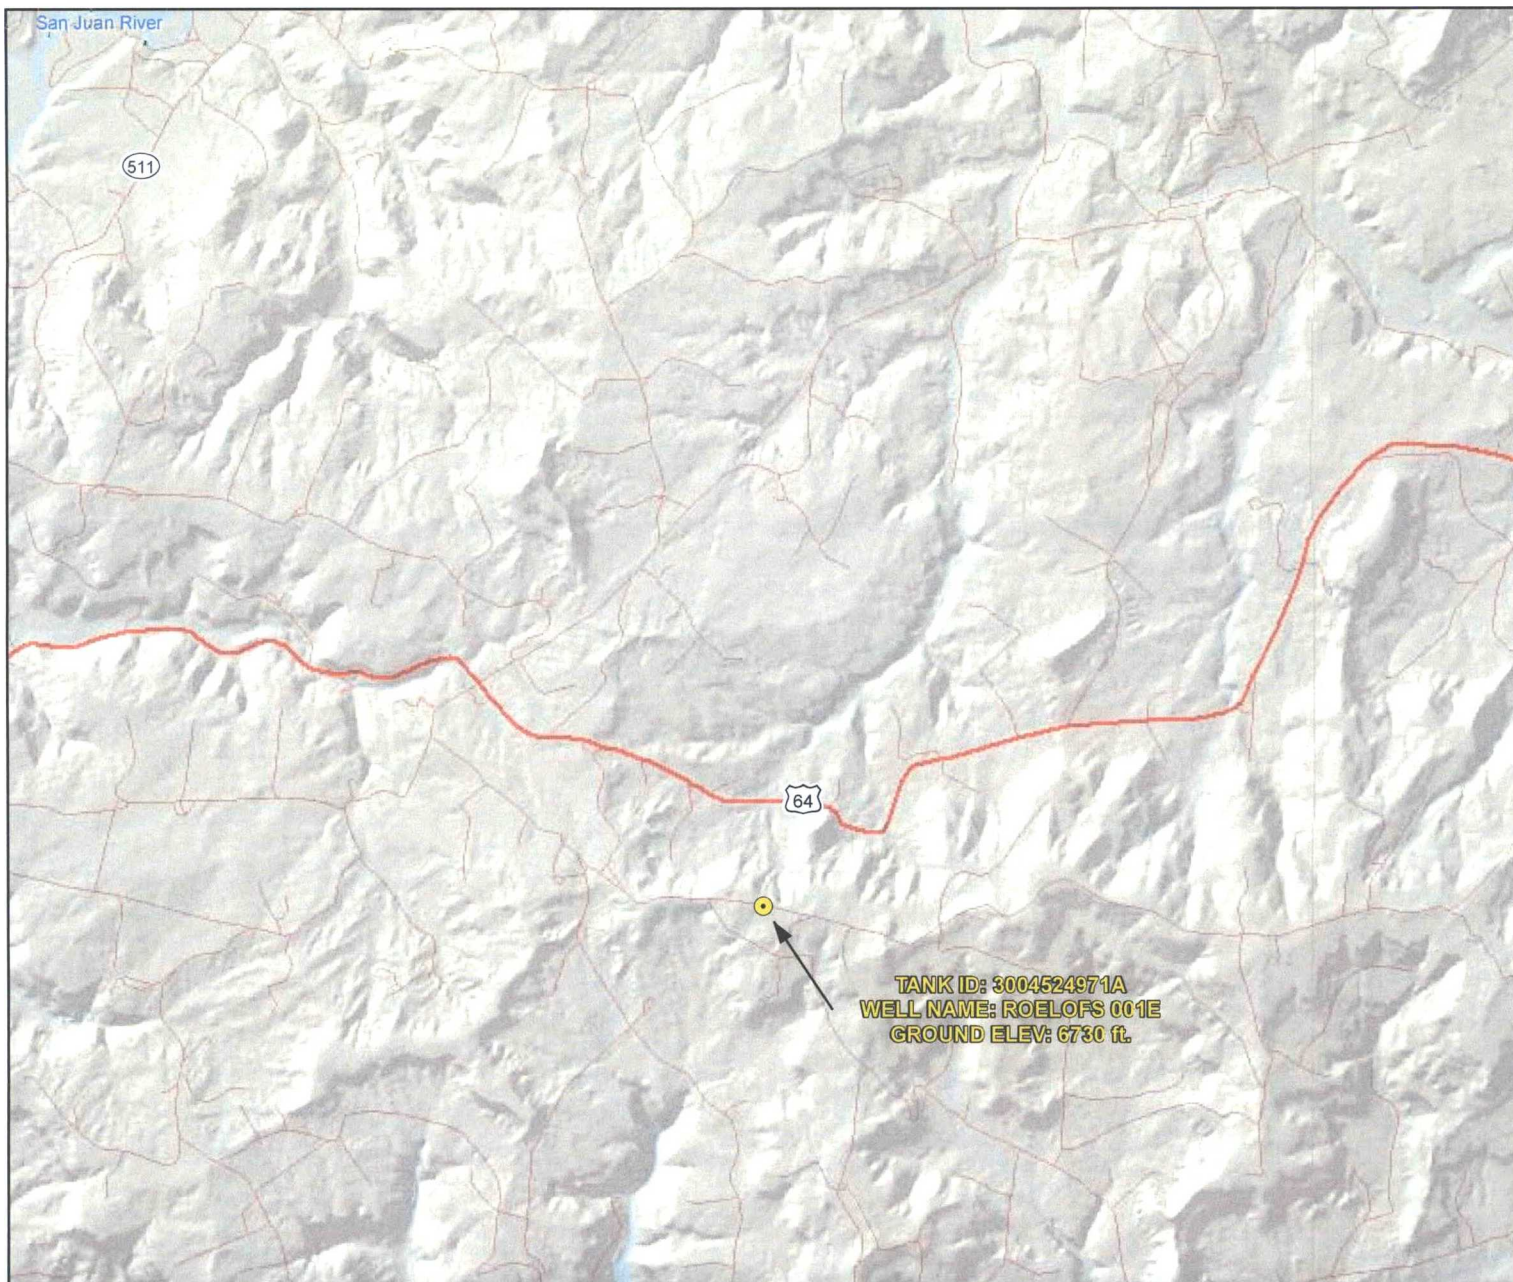 San Juan River
511
64
TANK ID: 3004524971A
WELL NAME: ROELOFS 001E
GROUND ELEV: 6730 ft.